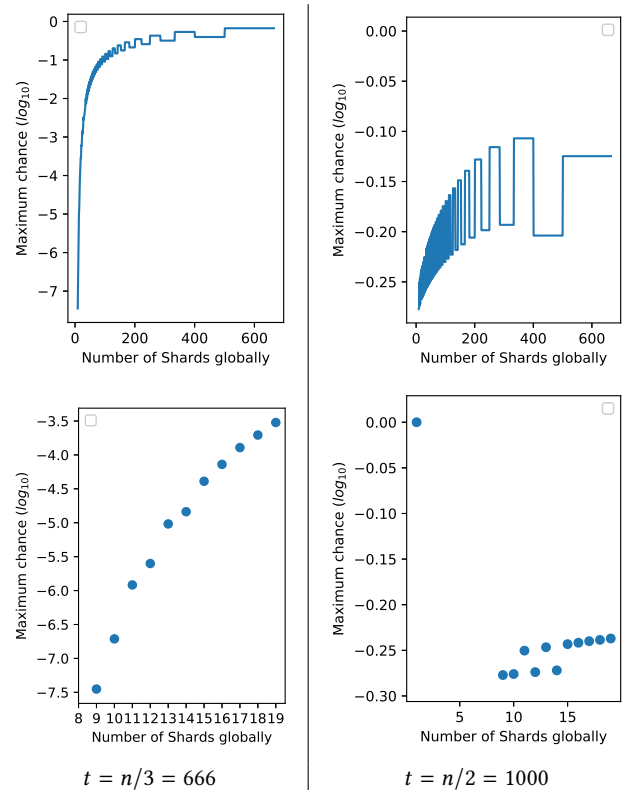 0
−1
−2
−3
−4
−5
−6
−7
Maximum chance (log10)
0 200 400 600
Number of Shards globally
0.00
−0.05
−0.10
−0.15
−0.20
−0.25
Maximum chance (log10)
0 200 400 600
Number of Shards globally
−3.5
−4.0
−4.5
−5.0
−5.5
−6.0
−6.5
−7.0
−7.5
Maximum chance (log10)
8 9 10 11 12 13 14 15 16 17 18 19
Number of Shards globally
t = n/3 = 666
0.00
−0.05
−0.10
−0.15
−0.20
−0.25
−0.30
Maximum chance (log10)
5 10 15
Number of Shards globally
t = n/2 = 1000